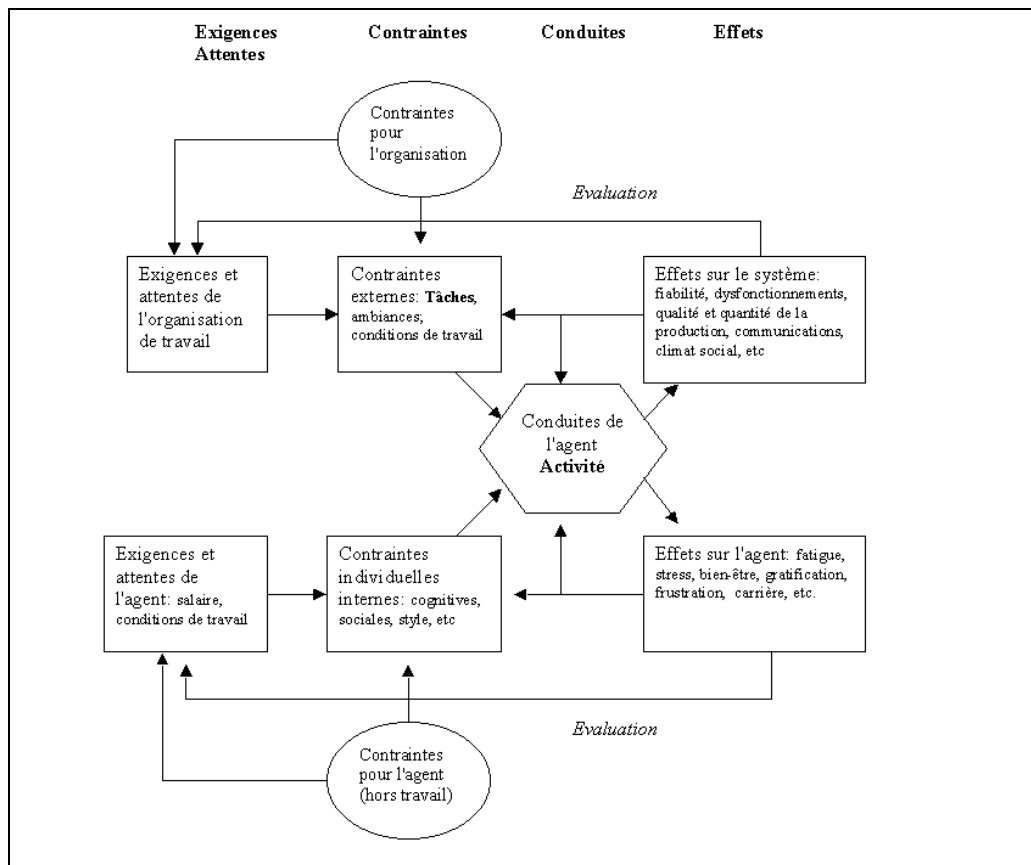 Exigences
Attentes
Contraintes
Conduites
Effets
Contraintes
pour
l'organisation
Evaluation
Exigences et
attentes de
l'organisation
de travail
Contraintes
externes: Tâches,
ambiances,
conditions de travail
Effets sur le système:
fiabilité, dysfonctionnements,
qualité et quantité de la
production, communications,
climat social, etc
Conduites de
l'agent
Activité
Exigences et
attentes de
l'agent: salaire,
conditions de travail
Contraintes
individuelles
internes: cognitives,
sociales, style, etc
Effets sur l'agent: fatigue,
stress, bien-être, gratification,
frustration, carrière, etc.
Evaluation
Contraintes
pour l'agent
(hors travail)